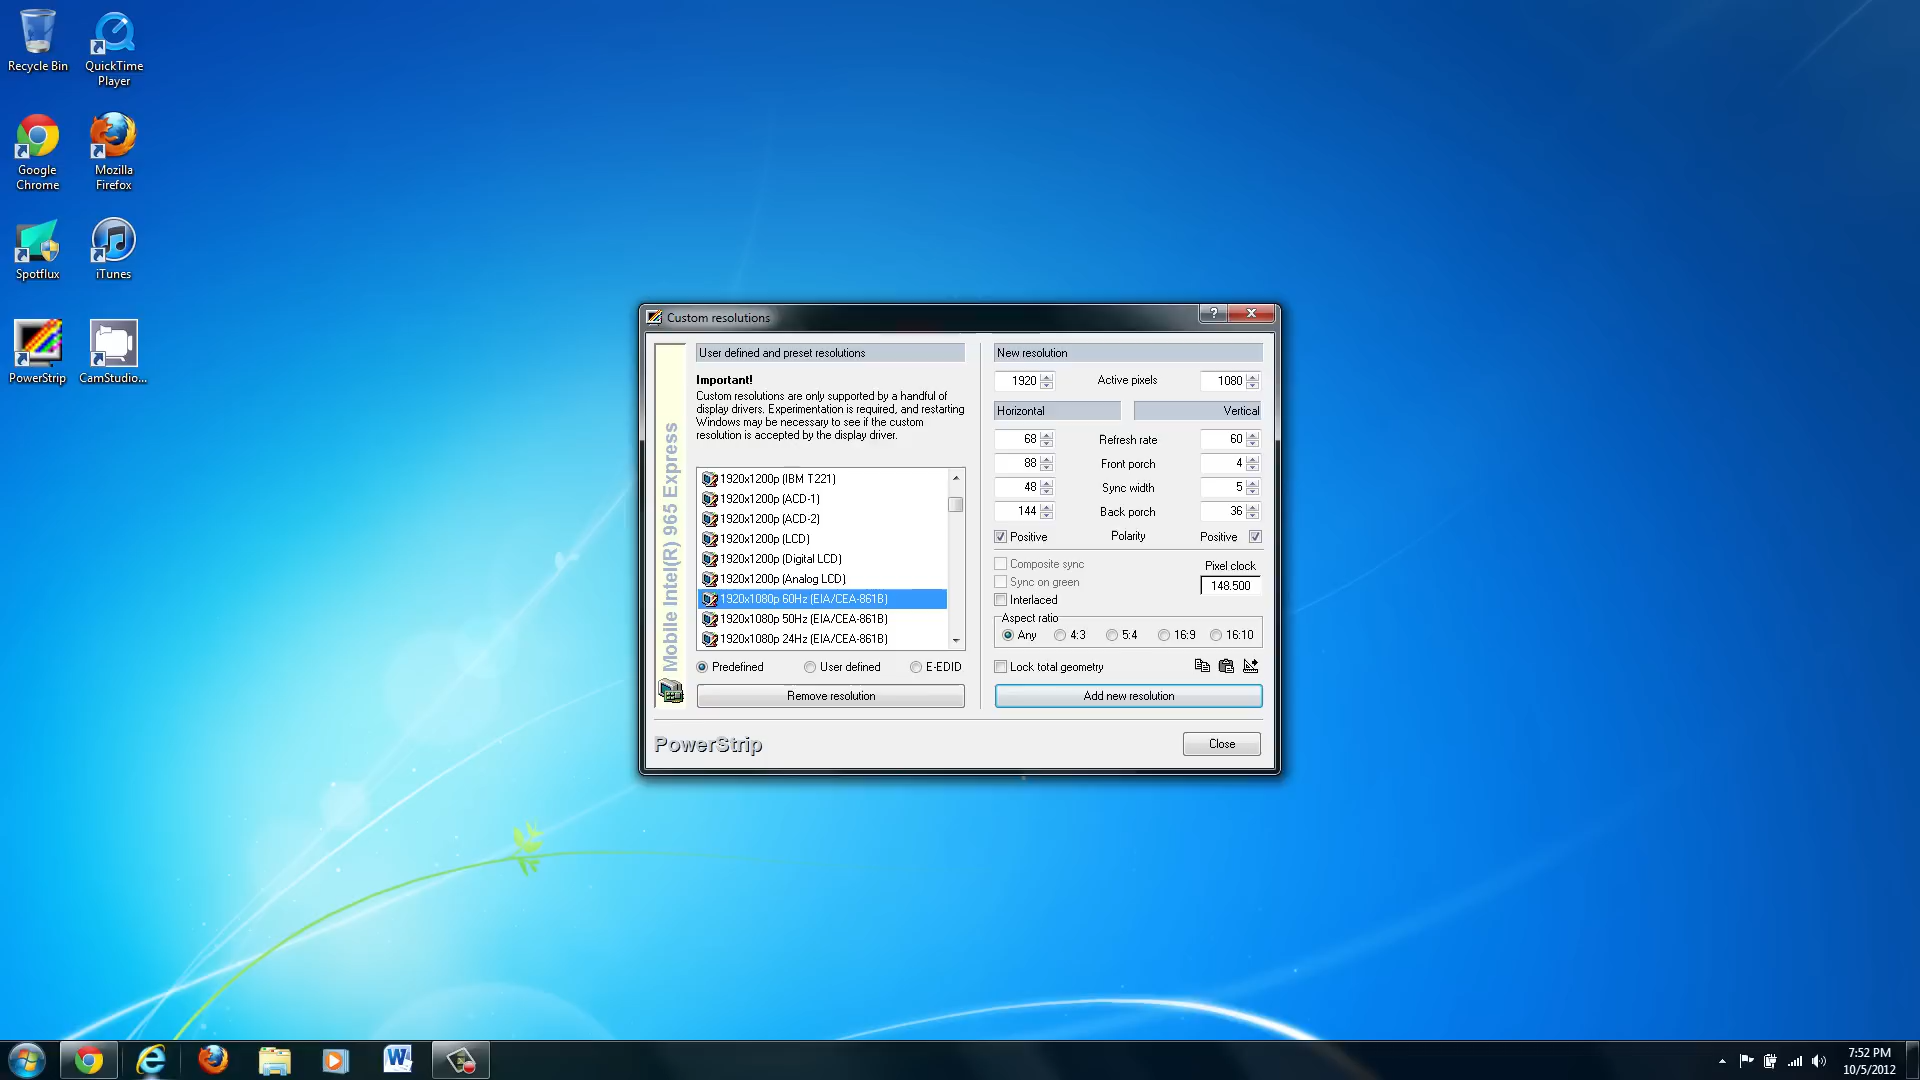 Recycle Bin
QuickTime
Player
Google
Chrome
Mozilla
Firefox
Spotflux
iTunes
PowerStrip
CamStudio...
Custom resolutions
?
Mobile Intel(R) 965 Express
User defined and preset resolutions
Important!
Custom resolutions are only supported by a handful of
display drivers. Experimentation is required, and restarting
Windows may be necessary to see if the custom
resolution is accepted by the display driver.
1920x1200p (IBM T221)
1920x1200p (ACD-1)
1920x1200p (ACD-2)
1920x1200p (LCD)
1920x1200p (Digital LCD)
1920x1200p (Analog LCD)
1920x1080p 60Hz (EIA/CEA-861B)
1920x1080p 50Hz (EIA/CEA-861B)
1920x1080p 24Hz (EIA/CEA-861B)
Predefined User defined E-EDID
Remove resolution
New resolution
1920 Active pixels 1080
Horizontal Vertical
68 Refresh rate 60
88 Front porch 4
48 Sync width 5
144 Back porch 36
Positive Polarity Positive
Composite sync
Sync on green
Interlaced
Pixel clock
148.500
Aspect ratio
Any 4:3 5:4 16:9 16:10
Lock total geometry
Add new resolution
PowerStrip
Close
7:52 PM
10/5/2012